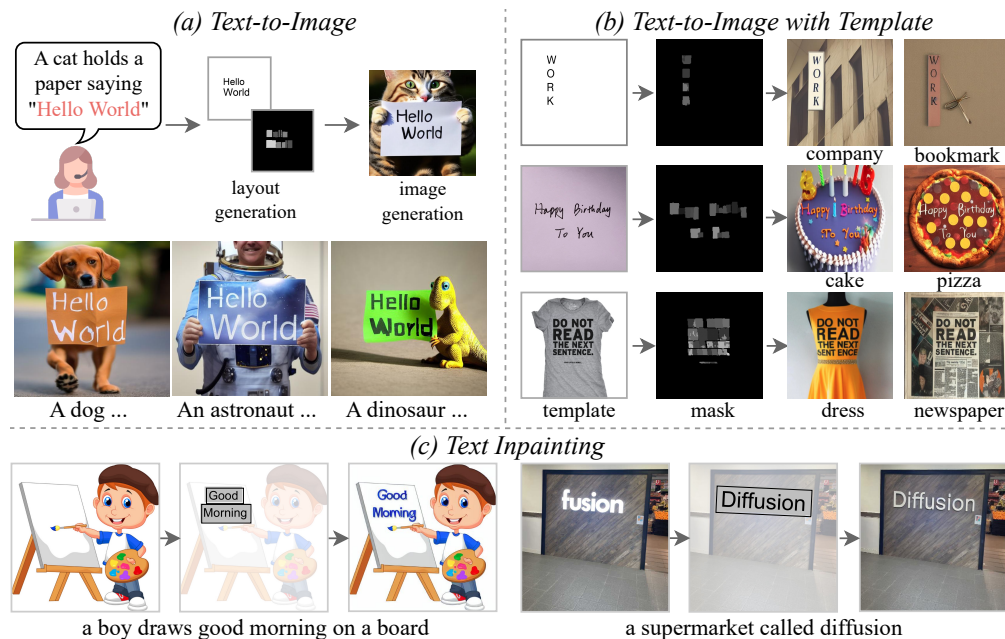 (a) Text-to-Image
A cat holds a
paper saying
"Hello World"
Hello
World
layout
generation
Hello
World
image
generation
Hello
World
A dog ...
Hello
World
An astronaut ...
Hello
World
A dinosaur ...
(b) Text-to-Image with Template
W
O
R
K
WORK
company
WORK
bookmark
Happy Birthday
To You
Happy Birthday
To You
cake
Happy Birthday
To You
pizza
DO NOT
READ
THE NEXT
SENTENCE.
template
mask
DO NOT
READ
THE NEXT
SENT ENCE.
dress
DO NOT
READ
THE NEXT
SENTENCE.
newspaper
(c) Text Inpainting
Good
Morning
Good
Morning
a boy draws good morning on a board
fusion
Diffusion
Diffusion
a supermarket called diffusion